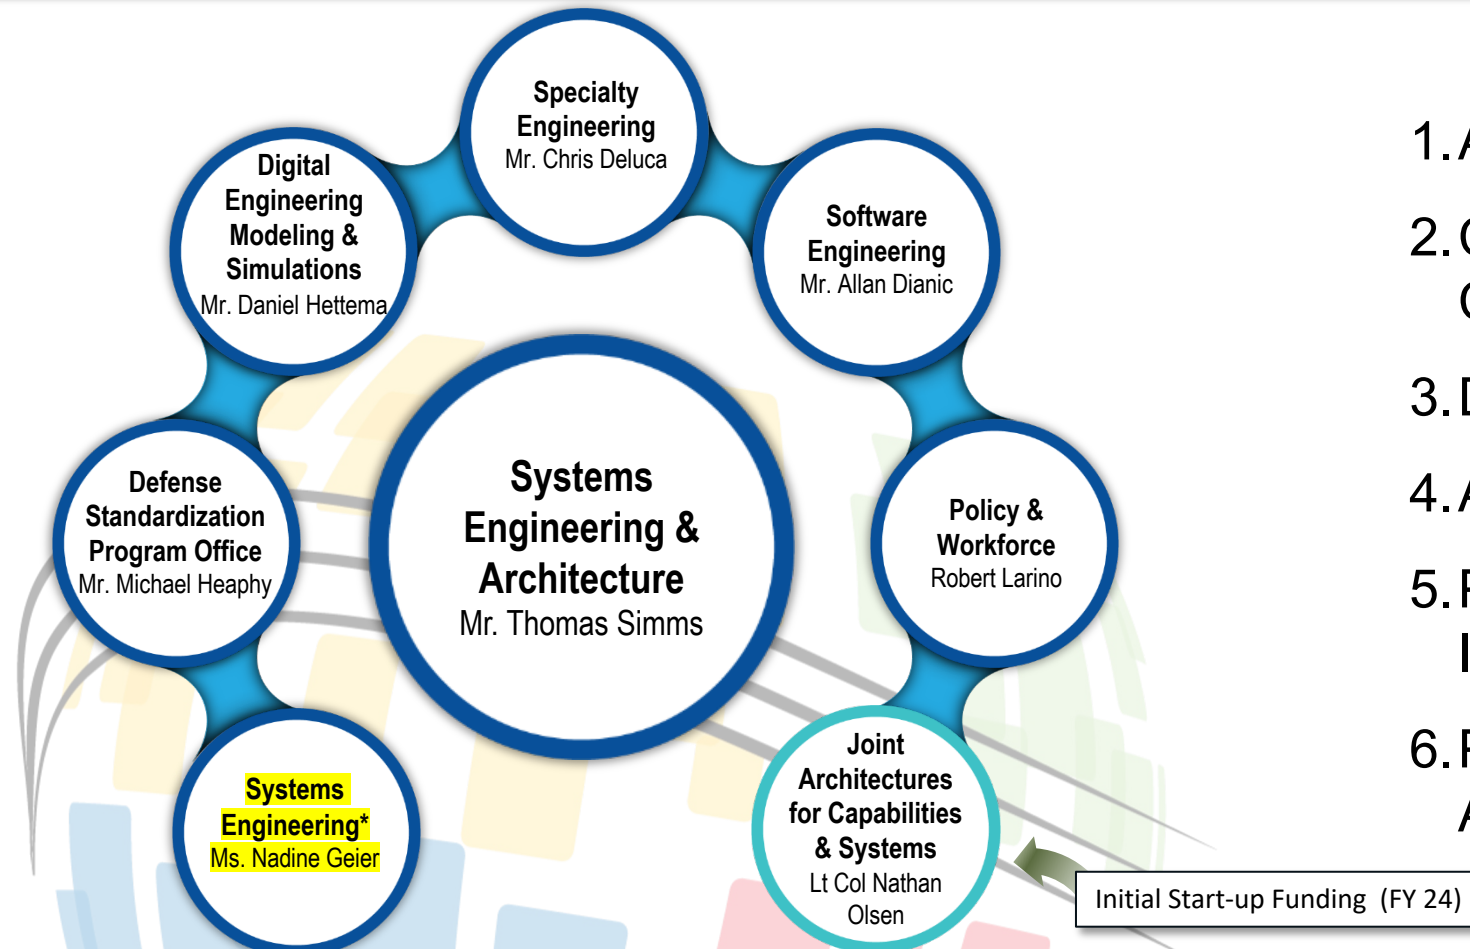 Specialty
Engineering
Mr. Chris Deluca
Digital
Engineering
Modeling &
Simulations
Mr. Daniel Hettema
Software
Engineering
Mr. Allan Dianic
Defense
Standardization
Program Office
Mr. Michael Heaphy
Systems
Engineering &
Architecture
Mr. Thomas Simms
Policy &
Workforce
Robert Larino
Systems
Engineering*
Ms. Nadine Geier
Joint
Architectures
for Capabilities
& Systems
Lt Col Nathan
Olsen
Initial Start-up Funding (FY 24)
1.
2.
3.
4.
5.
6.